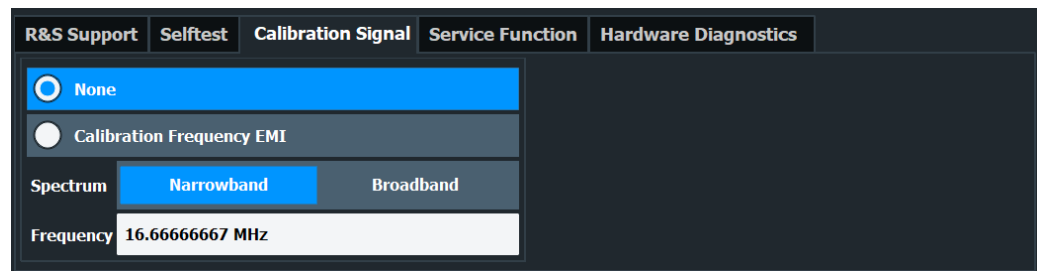 R&S Support Selftest Calibration Signal Service Function Hardware Diagnostics
None
Calibration Frequency EMI
Spectrum Narrowband Broadband
Frequency 16.66666667 MHz